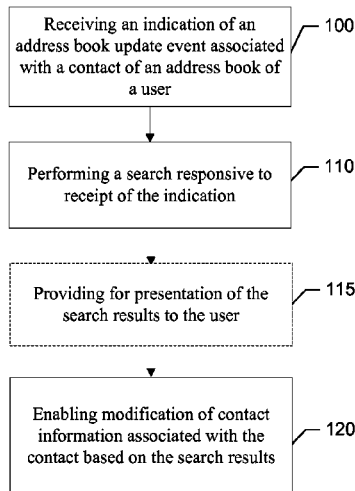 Receiving an indication of an
address book update event associated
with a contact of an address book of
a user
100
Performing a search responsive to
receipt of the indication
110
Providing for presentation of the
search results to the user
115
Enabling modification of contact
information associated with the
contact based on the search results
120